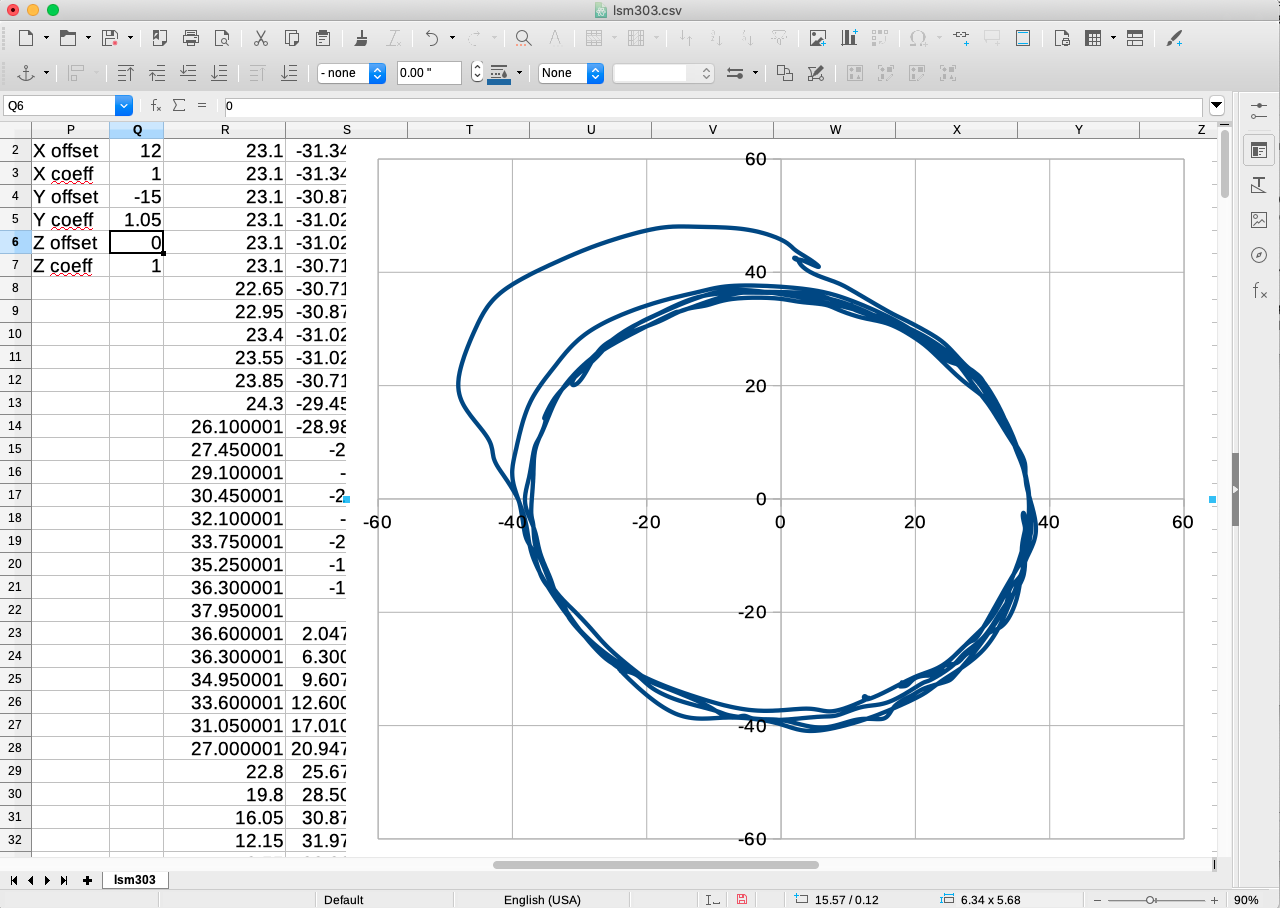 lsm303.csv
- none
0.00 "
None
Q6
fx
Σ
=
0
P Q R S T U V W X Y Z
2 X offset 12 23.1 -31.34
3 X coeff 1 23.1 -31.34
4 Y offset -15 23.1 -30.87
5 Y coeff 1.05 23.1 -31.02
6 Z offset 0 23.1 -31.02
7 Z coeff 1 23.1 -30.71
8 22.65 -30.71
9 22.95 -30.87
10 23.4 -31.02
11 23.55 -31.02
12 23.85 -30.71
13 24.3 -29.45
14 26.100001 -28.98
15 27.450001 -2
16 29.100001 -
17 30.450001 -2
18 32.100001 -
19 33.750001 -2
20 35.250001 -1
21 36.300001 -1
22 37.950001
23 36.600001 2.047
24 36.300001 6.300
25 34.950001 9.607
26 33.600001 12.600
27 31.050001 17.010
28 27.000001 20.947
29 22.8 25.67
30 19.8 28.50
31 16.05 30.87
32 12.15 31.97
60
40
20
0
-60 -40 -20 0 20 40 60
-20
-40
-60
lsm303
Default English (USA) 15.57 / 0.12 6.34 x 5.68 90%